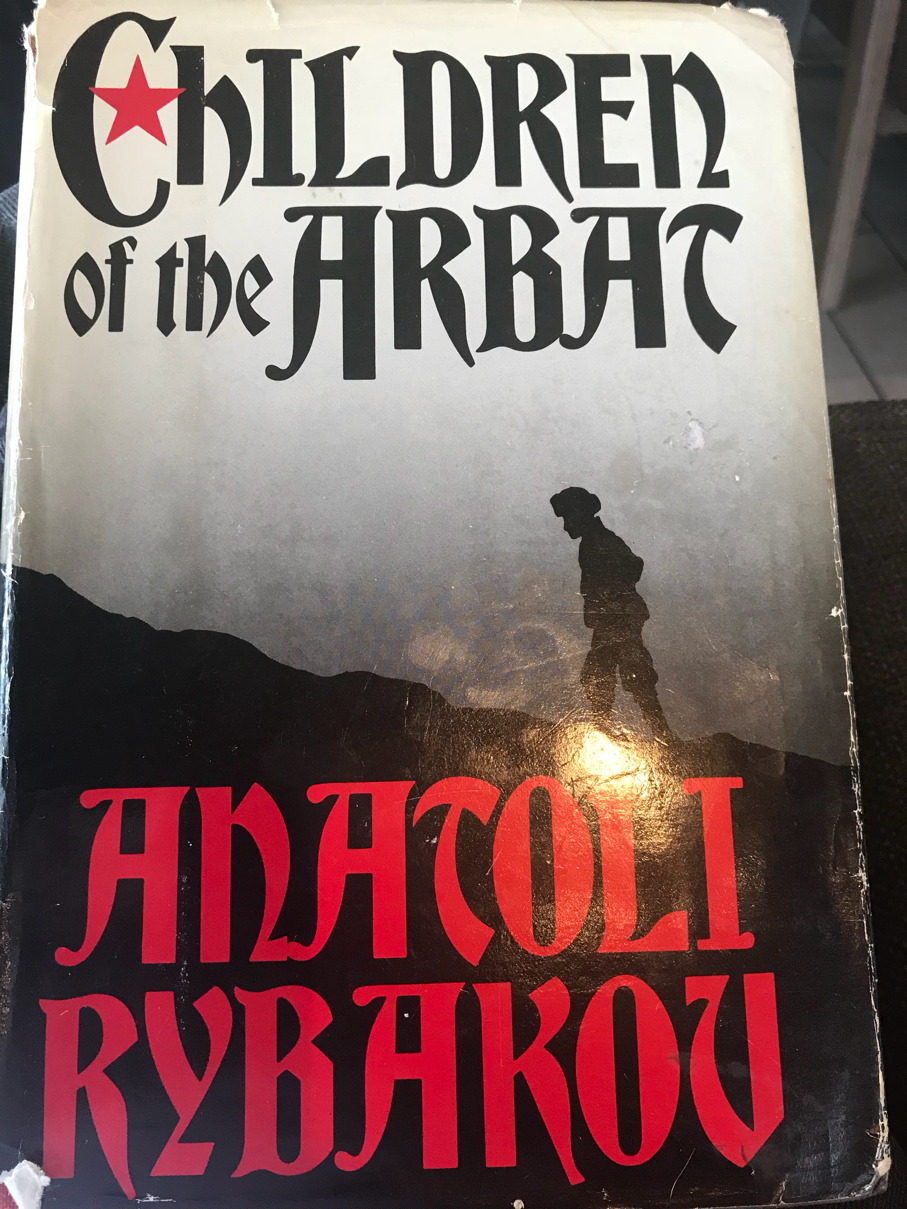 ChILDREN
of the ARBAT
ANATOLI
RYBAKOV